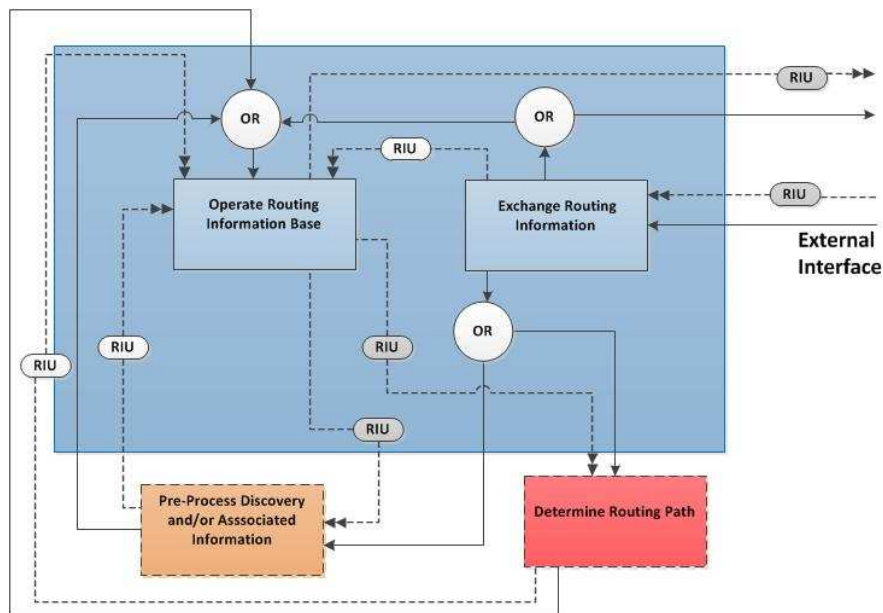 RIU
OR
OR
RIU
RIU
Operate Routing
Information Base
Exchange Routing
Information
External
Interface
OR
RIU
RIU
RIU
RIU
Pre-Process Discovery
and/or Asssociated
Information
Determine Routing Path